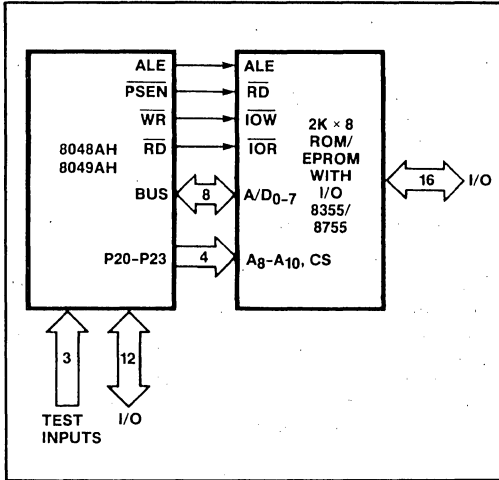 ALE
PSEN
WR
RD
8048AH
8049AH
BUS
P20-P23
ALE
RD
IOW
IOR
2K × 8
ROM/
EPROM
WITH
I/O
8355/
8755
A/D0-7
A8-A10, CS
8
4
16
I/O
3
12
TEST
INPUTS
I/O